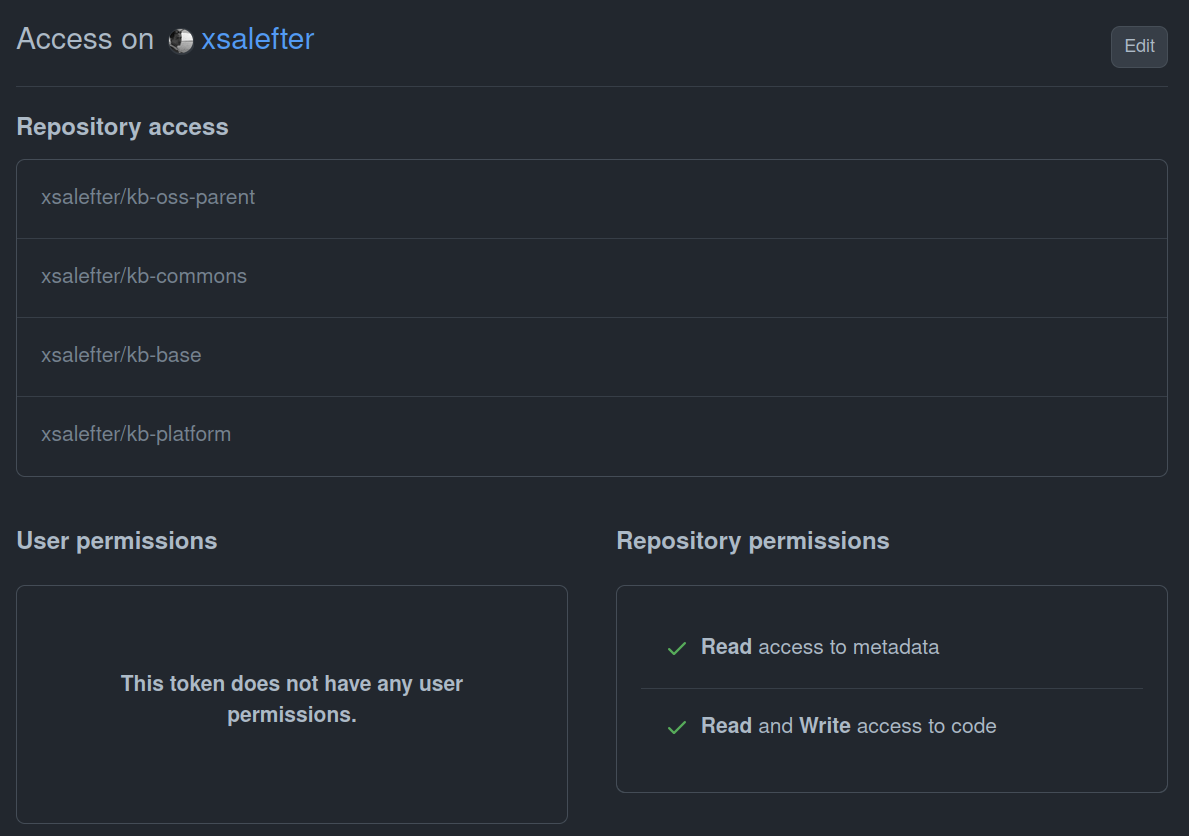 Access on xsalefter
Edit
Repository access
xsalefter/kb-oss-parent
xsalefter/kb-commons
xsalefter/kb-base
xsalefter/kb-platform
User permissions
This token does not have any user
permissions.
Repository permissions
Read access to metadata
Read and Write access to code